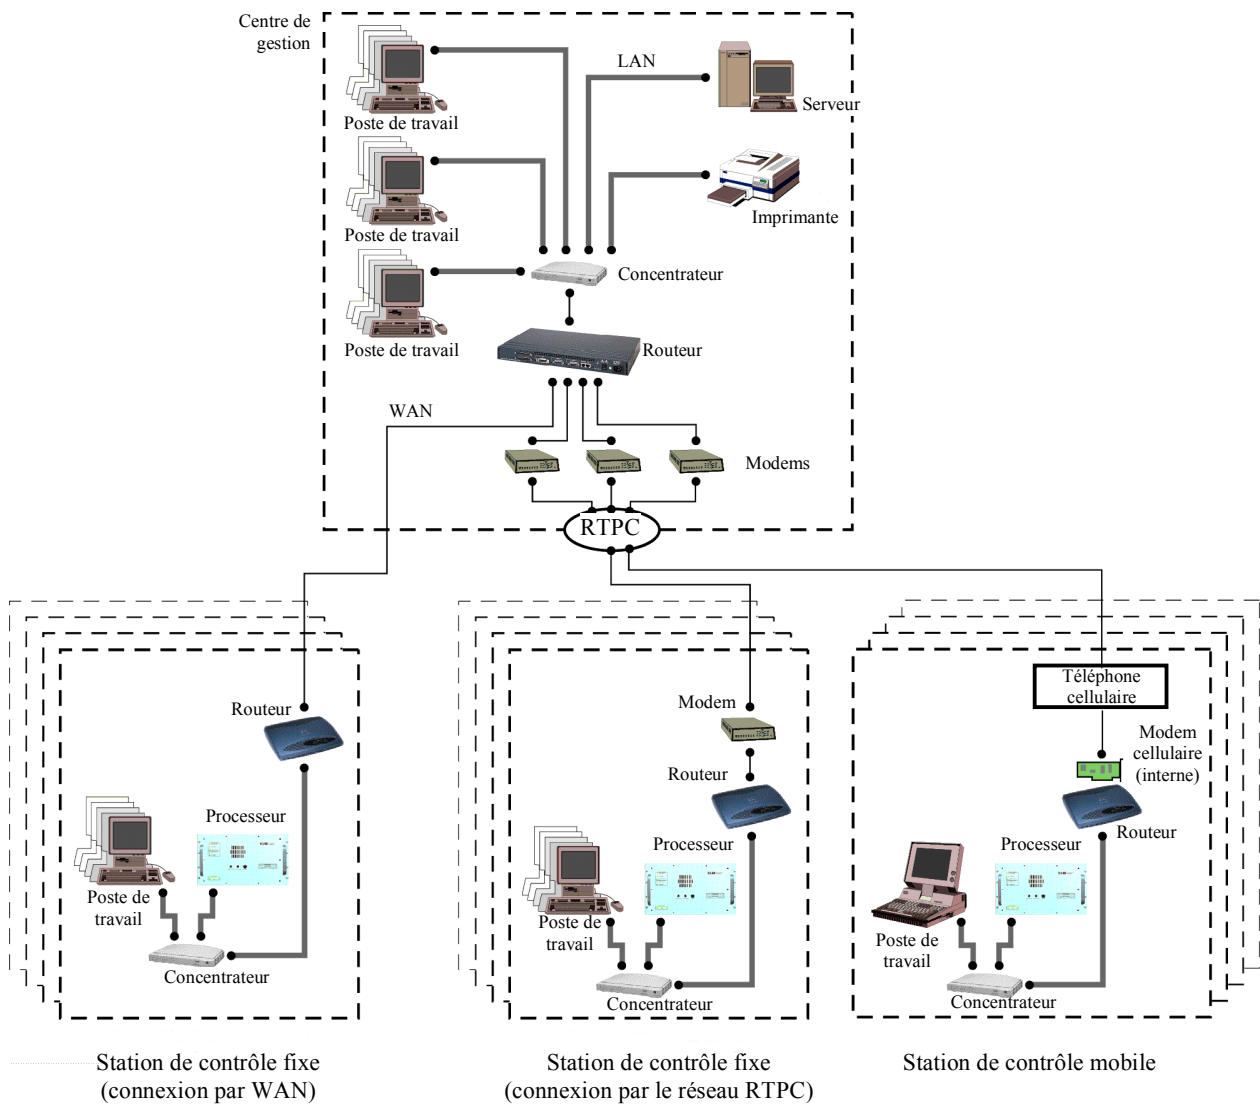 Centre de
gestion
LAN
Serveur
Poste de travail
Imprimante
Poste de travail
Concentrateur
Poste de travail
Routeur
WAN
Modems
RTPC
Routeur
Processeur
Poste de
travail
Concentrateur
Modem
Routeur
Processeur
Poste de
travail
Concentrateur
Téléphone
cellulaire
Modem
cellulaire
(interne)
Routeur
Processeur
Poste de
travail
Concentrateur
Station de contrôle fixe
(connexion par WAN)
Station de contrôle fixe
(connexion par le réseau RTPC)
Station de contrôle mobile